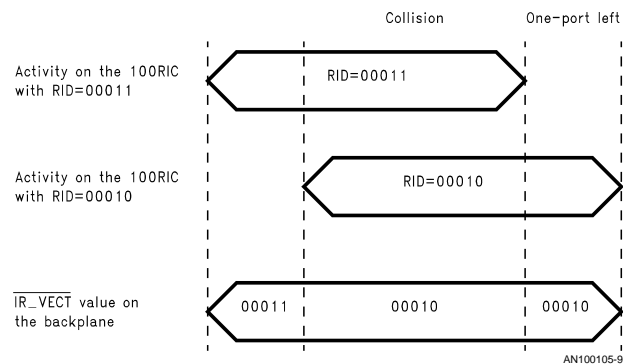 Collision One-port left
Activity on the 100RIC
with RID=00011
RID=00011
Activity on the 100RIC
with RID=00010
RID=00010
IR_VECT value on
the backplane
00011 00010 00010
AN100105-9